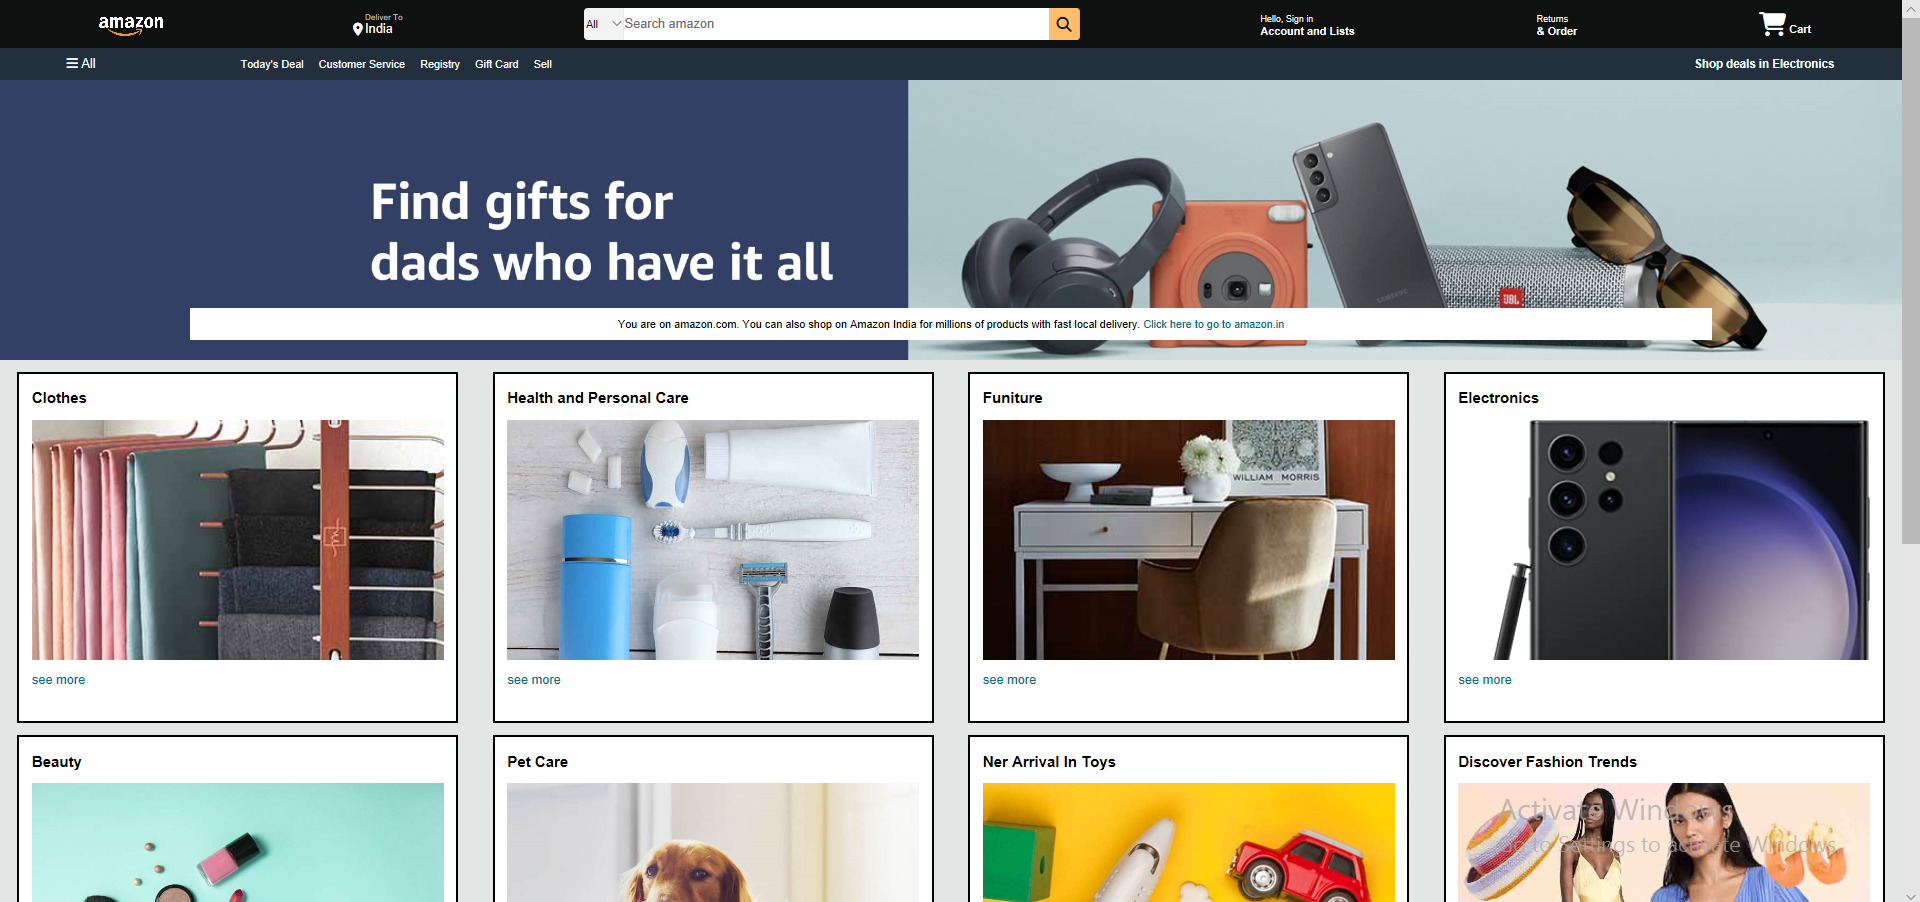 amazon
Deliver To
India
All
Search amazon
Hello, Sign in
Account and Lists
Returns
& Order
Cart
All
Today's Deal
Customer Service
Registry
Gift Card
Sell
Shop deals in Electronics
Find gifts for
dads who have it all
SAMSUNG
JBL
You are on amazon.com. You can also shop on Amazon India for millions of products with fast local delivery. Click here to go to amazon.in
Clothes
Health and Personal Care
Funiture
Electronics
WILLIAM MORRIS
see more
see more
see more
see more
Beauty
Pet Care
Ner Arrival In Toys
Discover Fashion Trends
Activate Windows
Go to Settings to activate Windows.